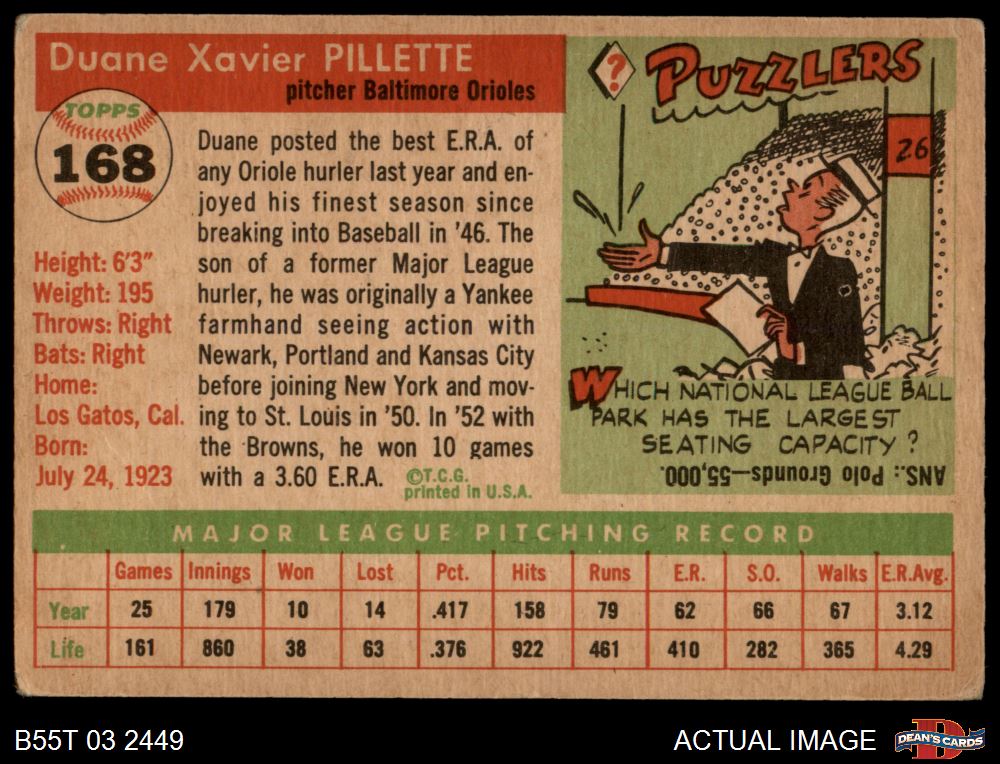 Duane Xavier PILLETTE
pitcher Baltimore Orioles
TOPPS
168
Duane posted the best E.R.A. of
any Oriole hurler last year and en-
joyed his finest season since
breaking into Baseball in '46. The
son of a former Major League
hurler, he was originally a Yankee
farmhand seeing action with
Newark, Portland and Kansas City
before joining New York and mov-
ing to St. Louis in '50. In '52 with
the Browns, he won 10 games
with a 3.60 E.R.A.
©T.C.G.
printed in U.S.A.
Height: 6'3"
Weight: 195
Throws: Right
Bats: Right
Home:
Los Gatos, Cal.
Born:
July 24, 1923
? PUZZLERS
26
WHICH NATIONAL LEAGUE BALL
PARK HAS THE LARGEST
SEATING CAPACITY?
ANS.: Polo Grounds—55,000.
MAJOR LEAGUE PITCHING RECORD
Games Innings Won Lost Pct. Hits Runs E.R. S.O. Walks E.R.Avg.
Year 25 179 10 14 .417 158 79 62 66 67 3.12
Life 161 860 38 63 .376 922 461 410 282 365 4.29
B55T 03 2449
ACTUAL IMAGE
D
DEAN'S CARDS